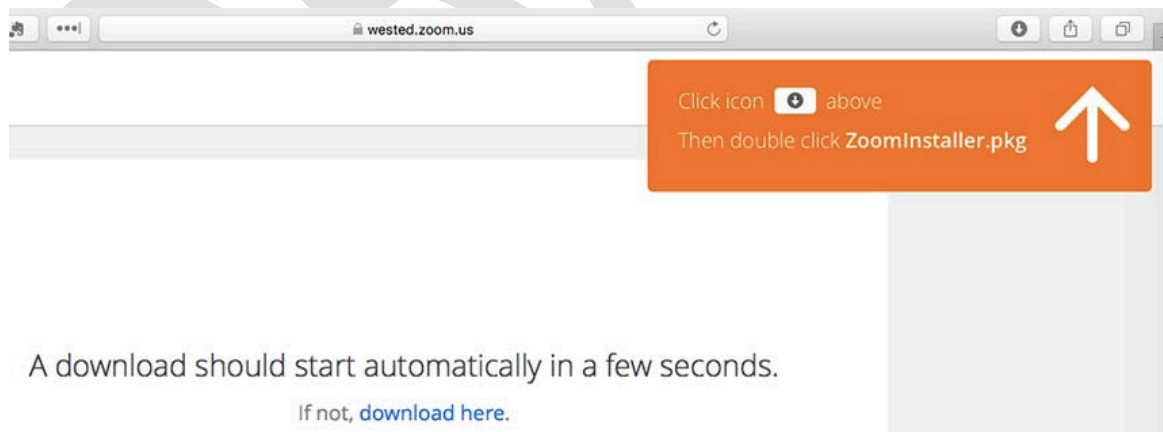 wested.zoom.us
Click icon above
Then double click ZoomInstaller.pkg
A download should start automatically in a few seconds.
If not, download here.